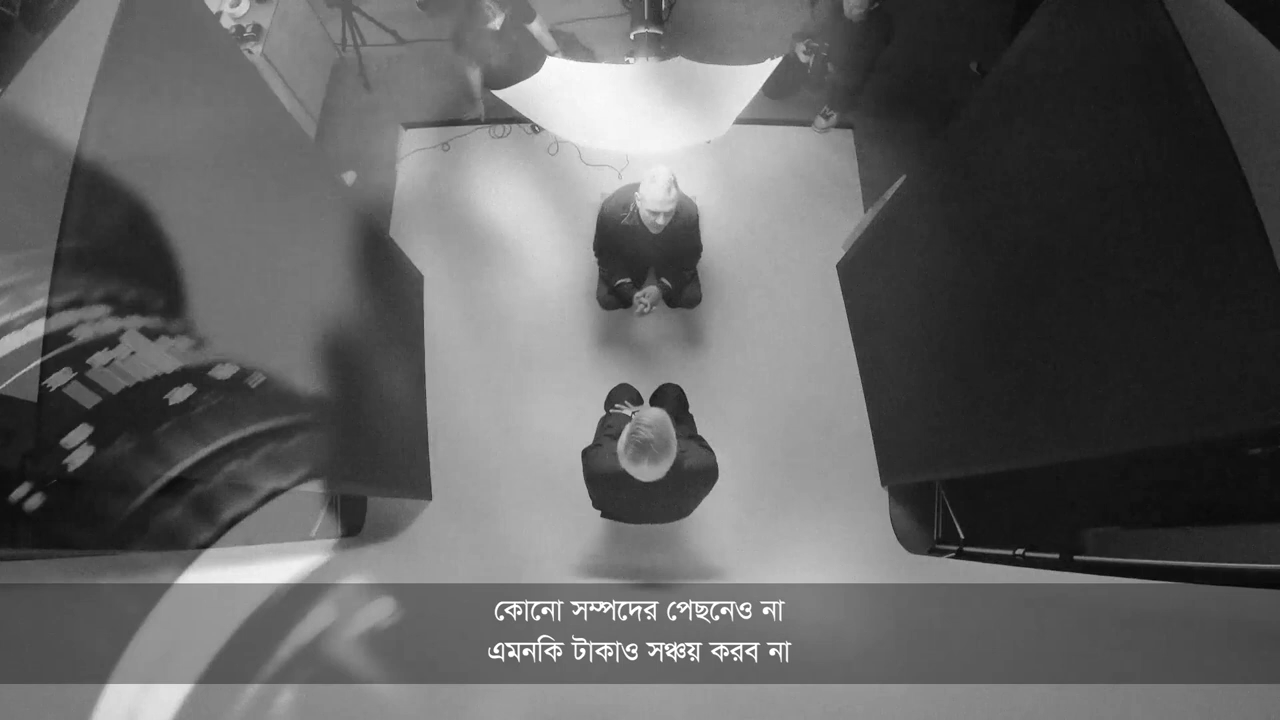 কোনো সম্পদের পেছনেও না
এমনকি টাকাও সঞ্চয় করব না